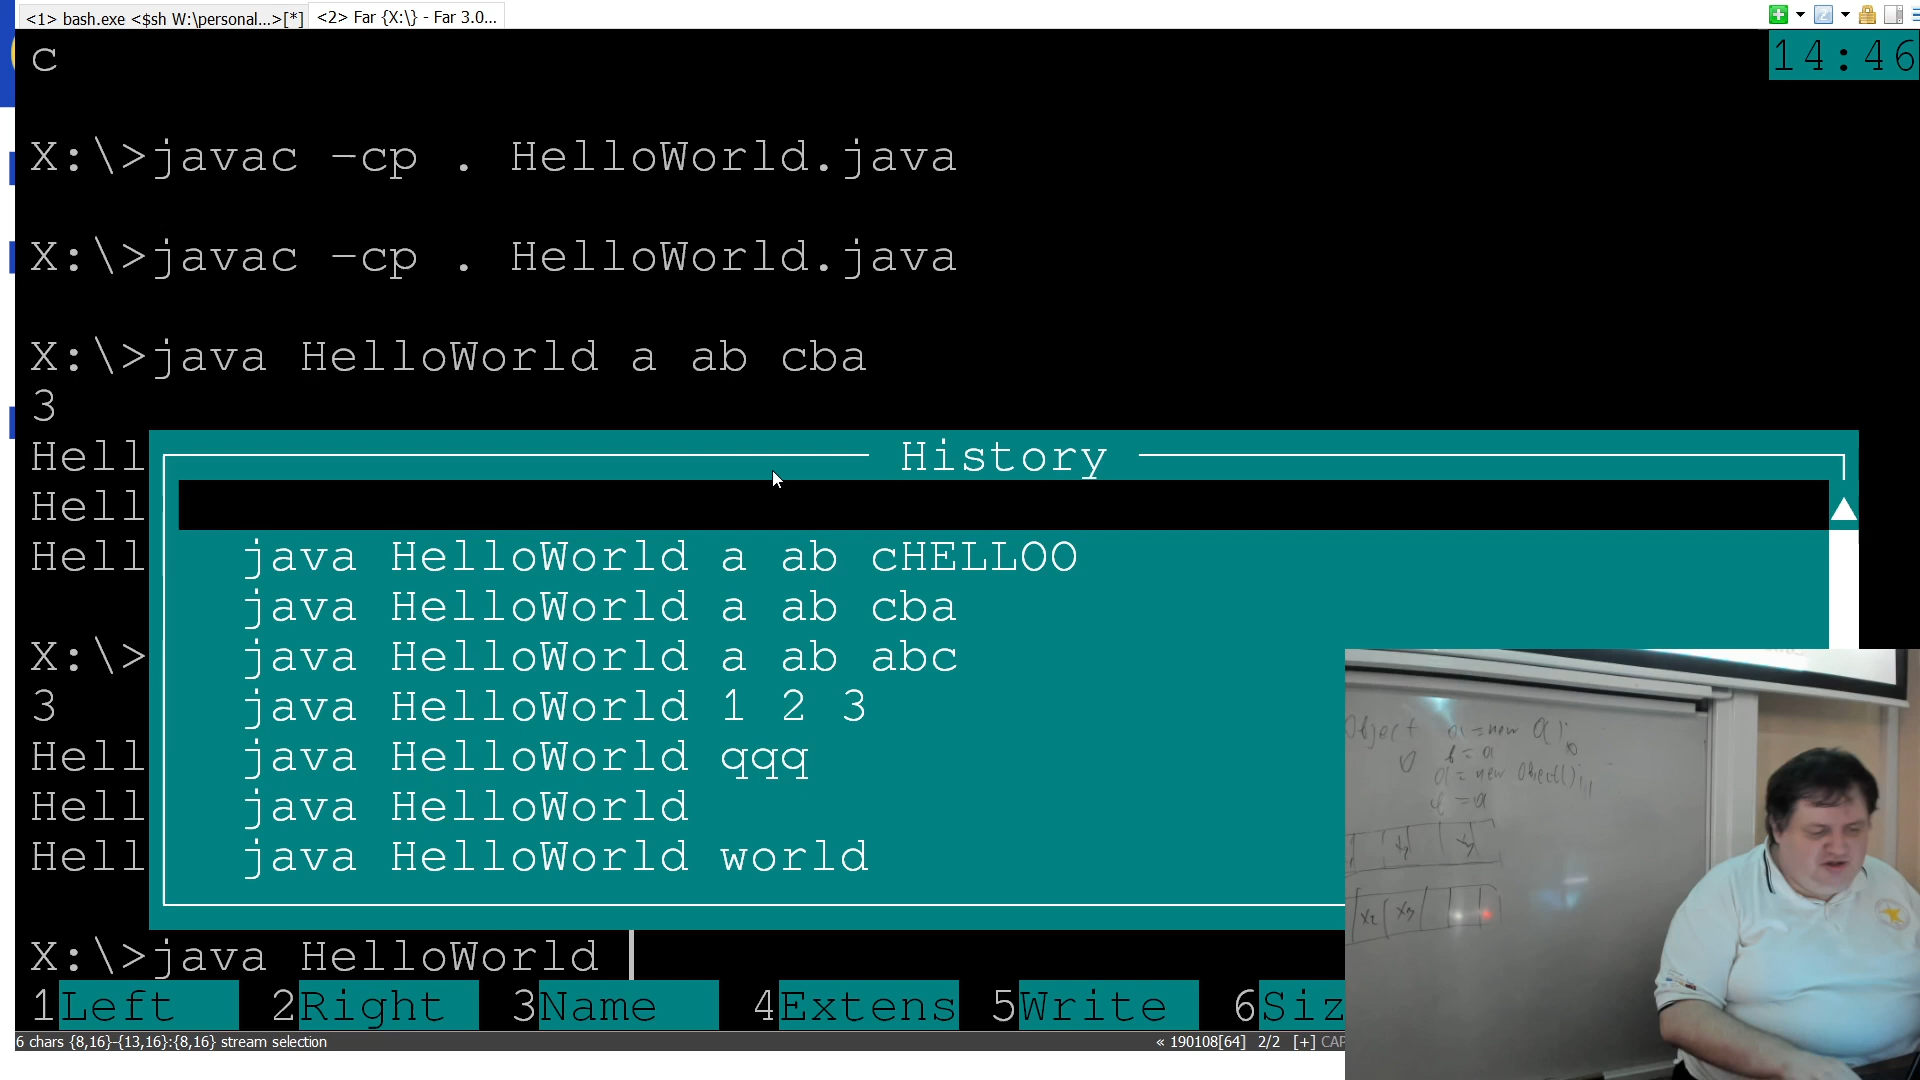 <1> bash.exe <$sh W:\personal...>[*]
<2> Far {X:\} - Far 3.0...
c
14:46
X:\>javac -cp . HelloWorld.java
X:\>javac -cp . HelloWorld.java
X:\>java HelloWorld a ab cba
3
Hell
History
Hell
Hell
java HelloWorld a ab cHELLOO
java HelloWorld a ab cba
X:\>
java HelloWorld a ab abc
3
java HelloWorld 1 2 3
Hell
java HelloWorld qqq
Hell
java HelloWorld
Hell
java HelloWorld world
X:\>java HelloWorld
1Left 2Right 3Name 4Extens 5Write 6Siz
6 chars {8,16}-{13,16}:{8,16} stream selection
« 190108[64] 2/2 [+] CAP
= new
= a
= new Object()
= a